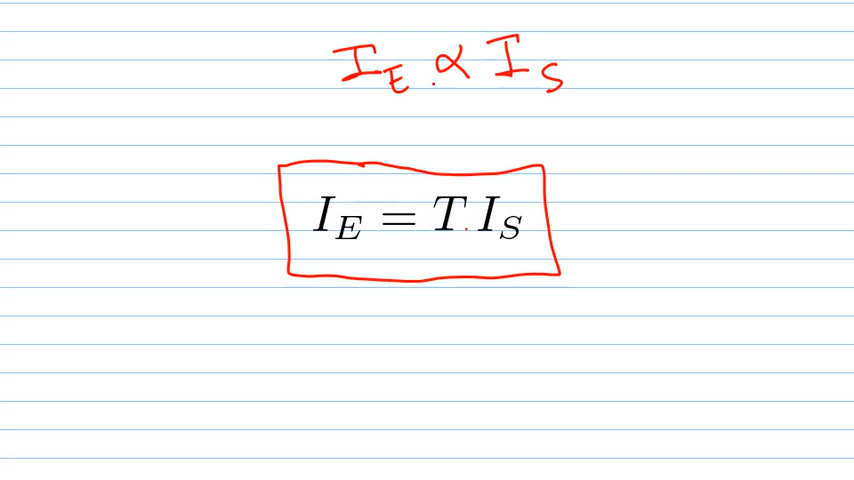 I_E ∝ I_S
I_E = T I_S